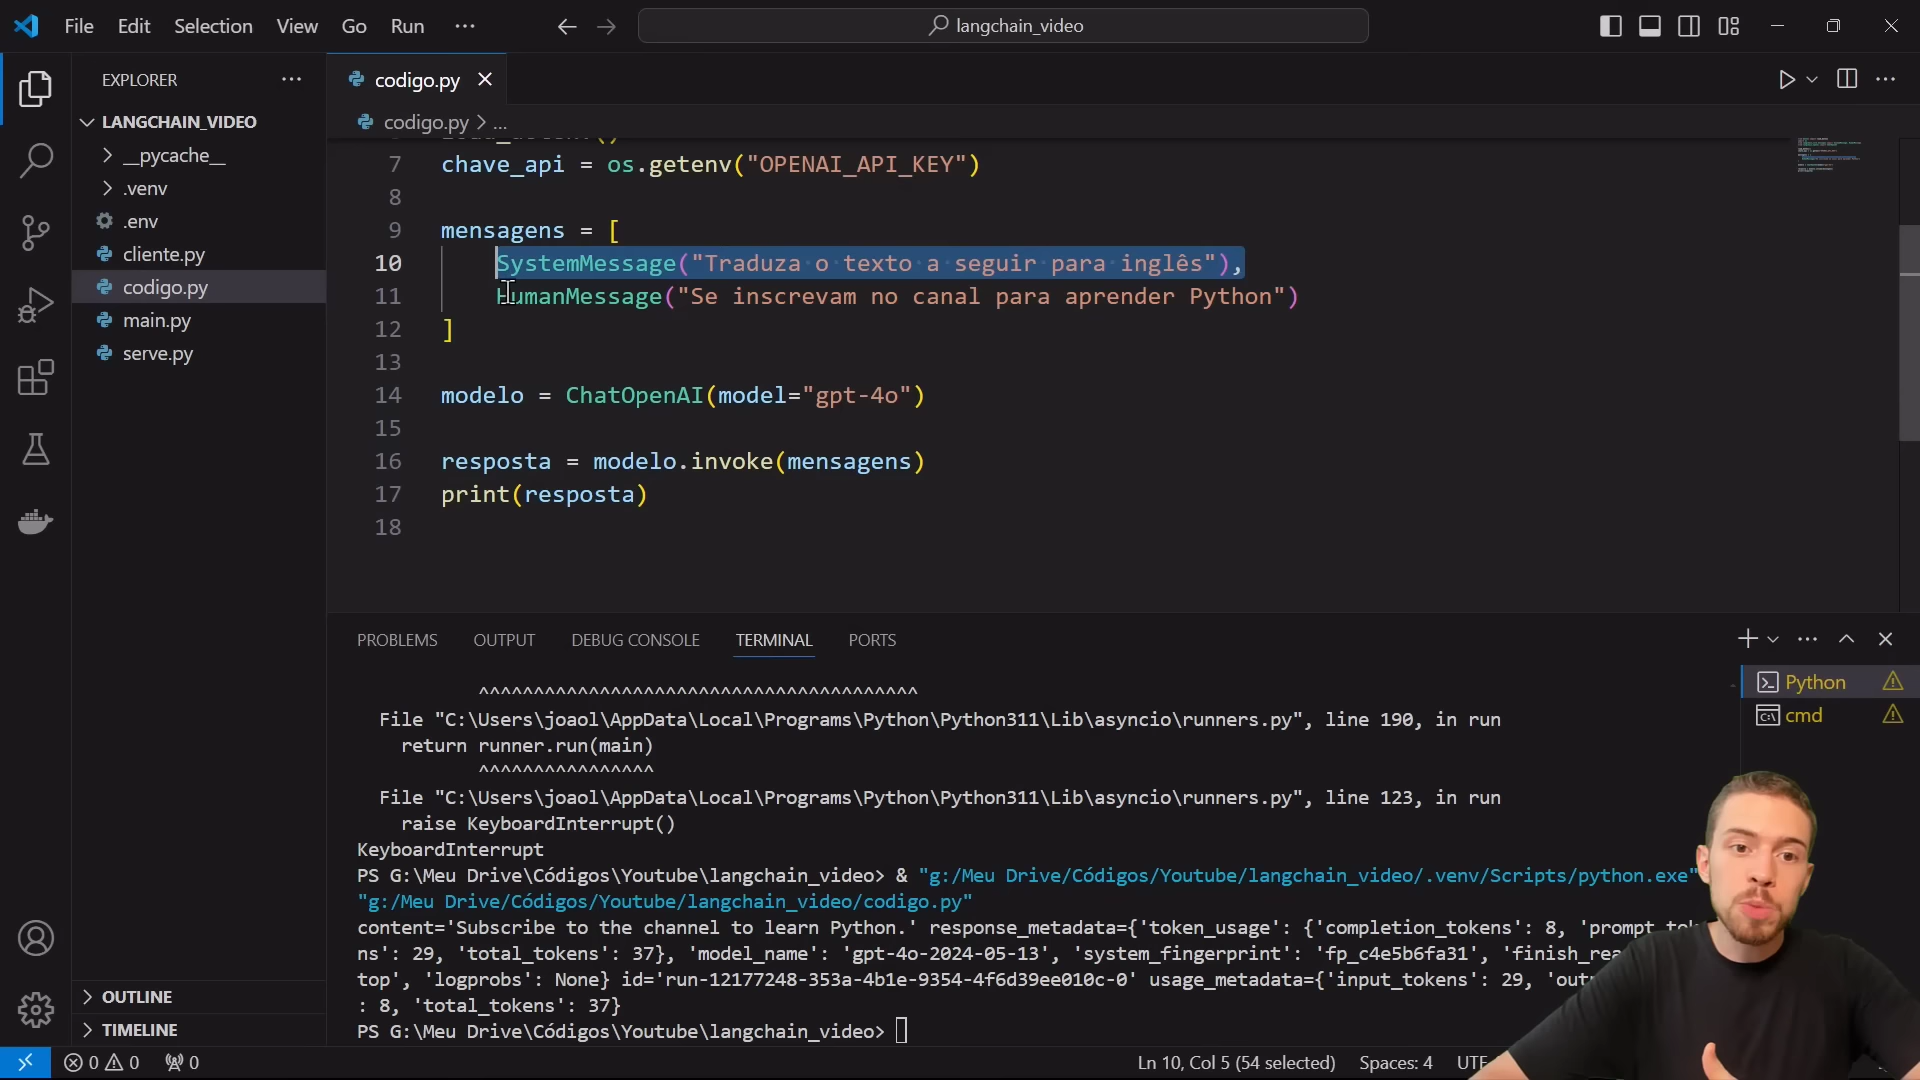 File Edit Selection View Go Run
langchain_video
EXPLORER
codigo.py
LANGCHAIN_VIDEO
codigo.py > ...
__pycache__
.venv
.env
cliente.py
codigo.py
main.py
serve.py
7 chave_api = os.getenv("OPENAI_API_KEY")
8
9 mensagens = [
10 SystemMessage("Traduza o texto a seguir para inglês"),
11 HumanMessage("Se inscrevam no canal para aprender Python")
12 ]
13
14 modelo = ChatOpenAI(model="gpt-4o")
15
16 resposta = modelo.invoke(mensagens)
17 print(resposta)
18
PROBLEMS OUTPUT DEBUG CONSOLE TERMINAL PORTS
Python
cmd
^^^^^^^^^^^^^^^^^^^^^^^^^^^^^^^^^^^^^^^^
File "C:\Users\joaol\AppData\Local\Programs\Python\Python311\Lib\asyncio\runners.py", line 190, in run
return runner.run(main)
^^^^^^^^^^^^^^^^
File "C:\Users\joaol\AppData\Local\Programs\Python\Python311\Lib\asyncio\runners.py", line 123, in run
raise KeyboardInterrupt()
KeyboardInterrupt
PS G:\Meu Drive\Códigos\Youtube\langchain_video> & "g:/Meu Drive/Códigos/Youtube/langchain_video/.venv/Scripts/python.exe"
"g:/Meu Drive/Códigos/Youtube/langchain_video/codigo.py"
content='Subscribe to the channel to learn Python.' response_metadata={'token_usage': {'completion_tokens': 8,
ns': 29, 'total_tokens': 37}, 'model_name': 'gpt-4o-2024-05-13', 'system_fingerprint': 'fp_c4e5b6fa31',
top', 'logprobs': None} id='run-12177248-353a-4b1e-9354-4f6d39ee010c-0' usage_metadata={'input_tokens': 29,
: 8, 'total_tokens': 37}
PS G:\Meu Drive\Códigos\Youtube\langchain_video>
OUTLINE
TIMELINE
0 0 0
Ln 10, Col 5 (54 selected) Spaces: 4